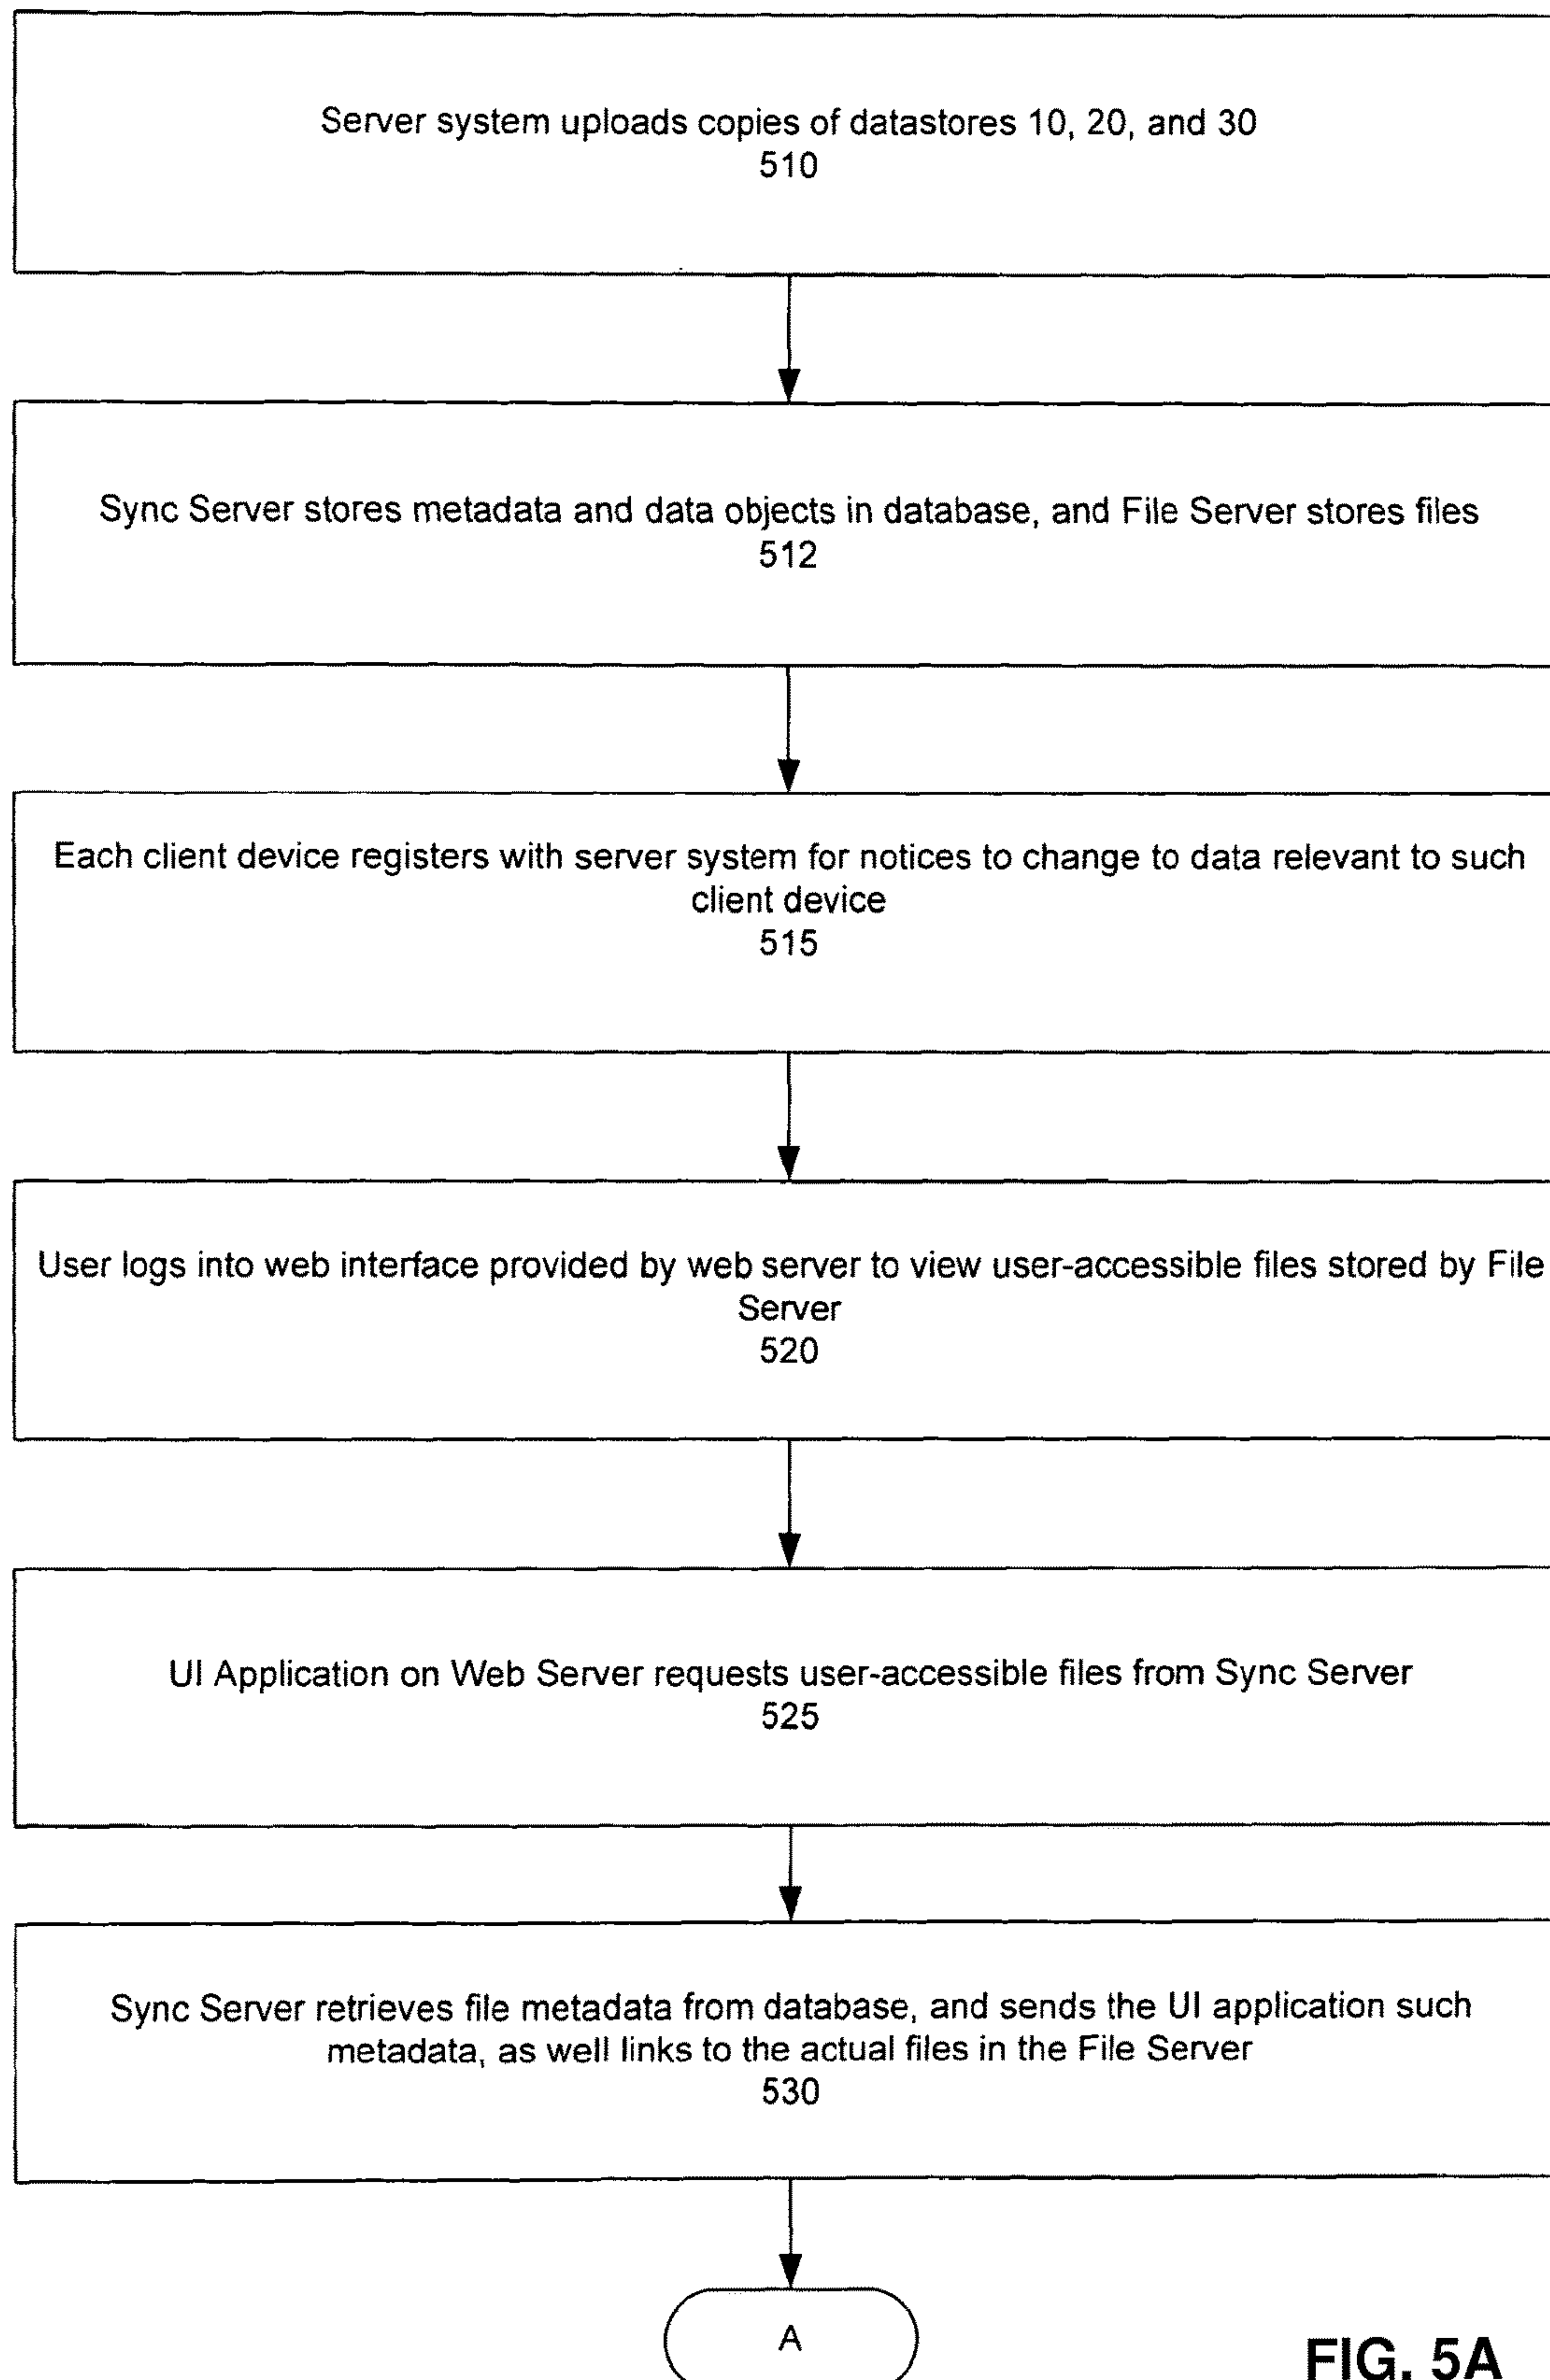 Server system uploads copies of datastores 10, 20, and 30
510
Sync Server stores metadata and data objects in database, and File Server stores files
512
Each client device registers with server system for notices to change to data relevant to such
client device
515
User logs into web interface provided by web server to view user-accessible files stored by File
Server
520
UI Application on Web Server requests user-accessible files from Sync Server
525
Sync Server retrieves file metadata from database, and sends the UI application such
metadata, as well links to the actual files in the File Server
530
A
FIG. 5A